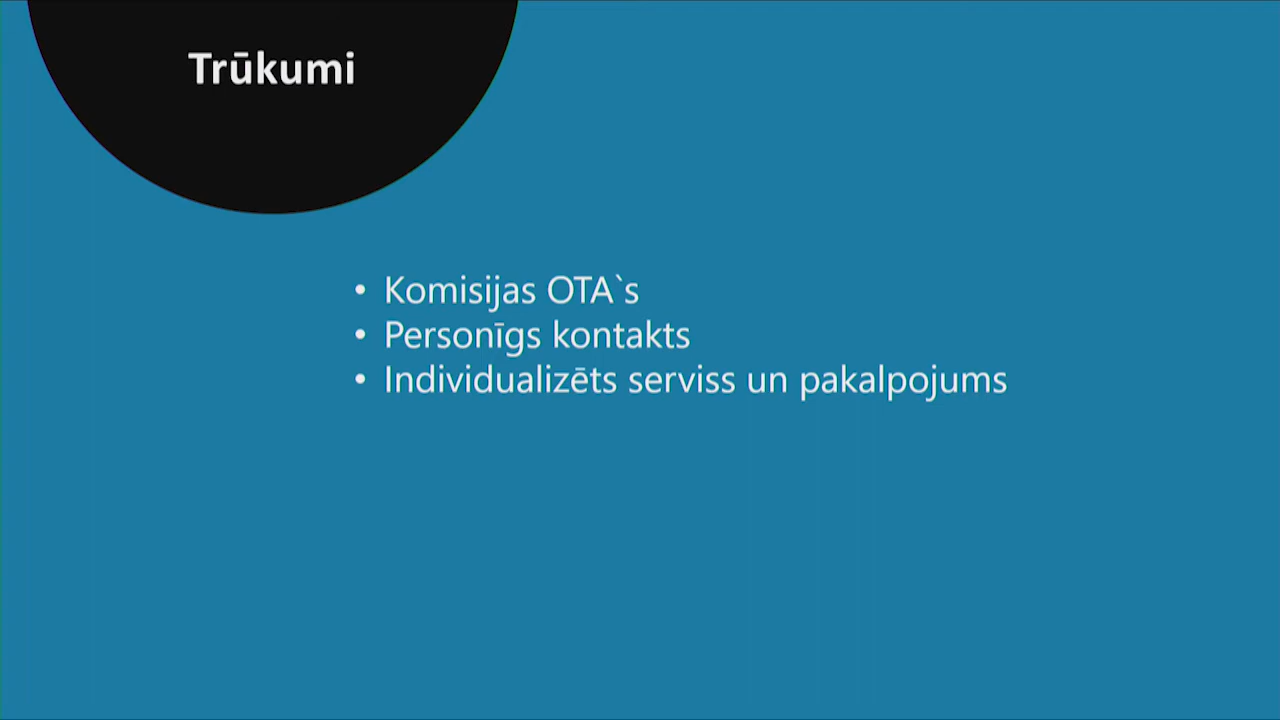 Trūkumi
• Komisijas OTA`s
• Personīgs kontakts
• Individualizēts serviss un pakalpojums